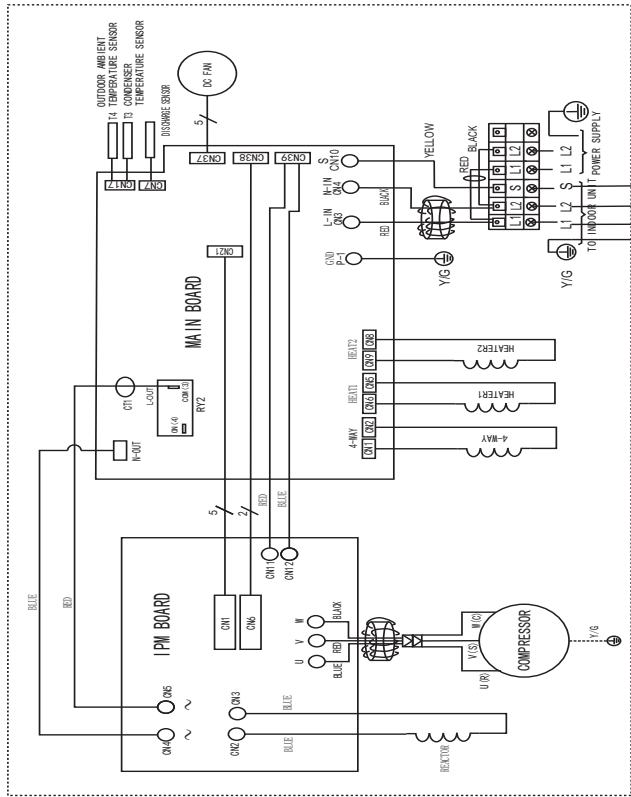 OUTDOOR AMBIENT
T4 TEMPERATURE SENSOR
T3 CONDENSER
TEMPERATURE SENSOR
DISCHARGE SENSOR
CN17
CN7
DC FAN
5
CN37
CN38
CN39
CN21
MAIN BOARD
S
CN10
N-IN
CN4
L-IN
CN3
GND
P-1
YELLOW
BLACK
RED
Y/G
RED
BLACK
L1
L2
S
L1
L2
L1
L2
S
L1
L2
TO INDOOR UNIT
POWER SUPPLY
Y/G
CT1
L-OUT
COM(3)
ON(4)
RY2
N-OUT
4-WAY
CN1
CN2
HEAT1
CN6
CN5
HEAT2
CN9
CN8
4-WAY
HEATER1
HEATER2
BLUE
RED
5
2
RED
BLUE
IPM BOARD
CN11
CN12
CN1
CN6
CN5
CN4
CN3
CN2
W
V
U
BLACK
RED
BLUE
BLUE
BLUE
REACTOR
W(C)
V(S)
U(R)
COMPRESSOR
Y/G